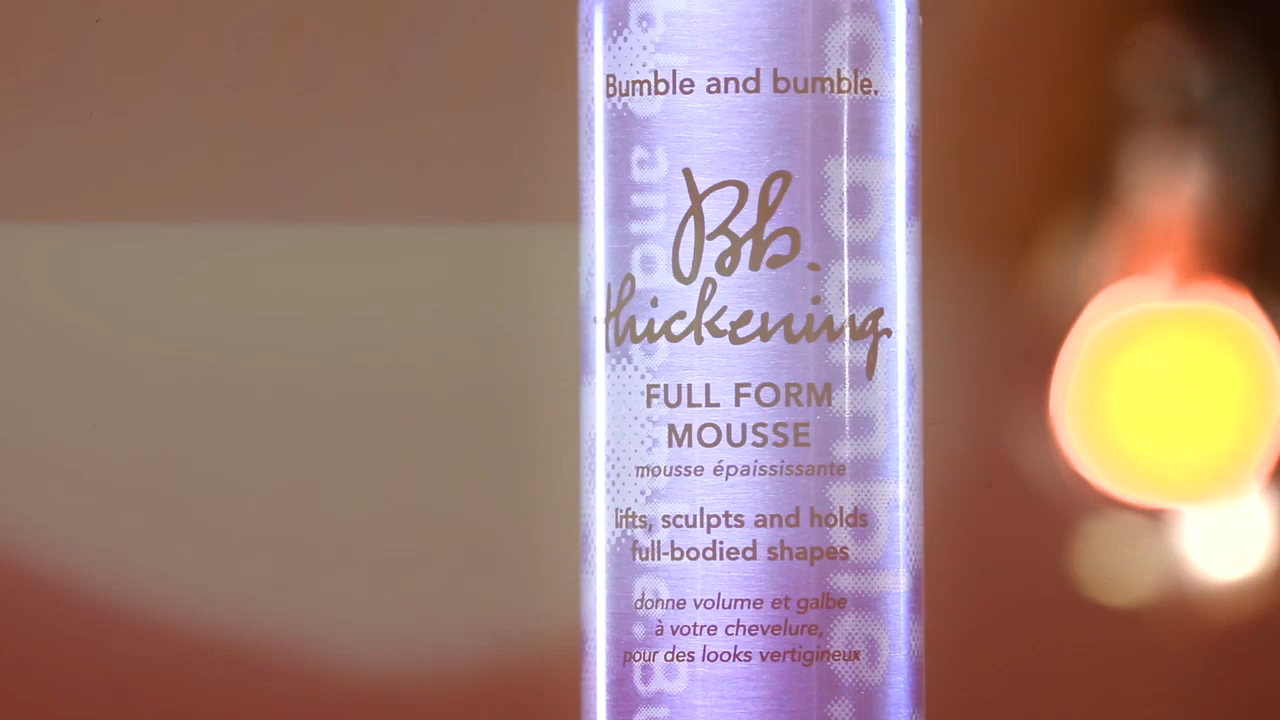 Bumble and bumble.
Bb.
thickening
FULL FORM
MOUSSE
mousse épaississante
lifts, sculpts and holds
full-bodied shapes
donne volume et galbe
à votre chevelure,
pour des looks vertigineux